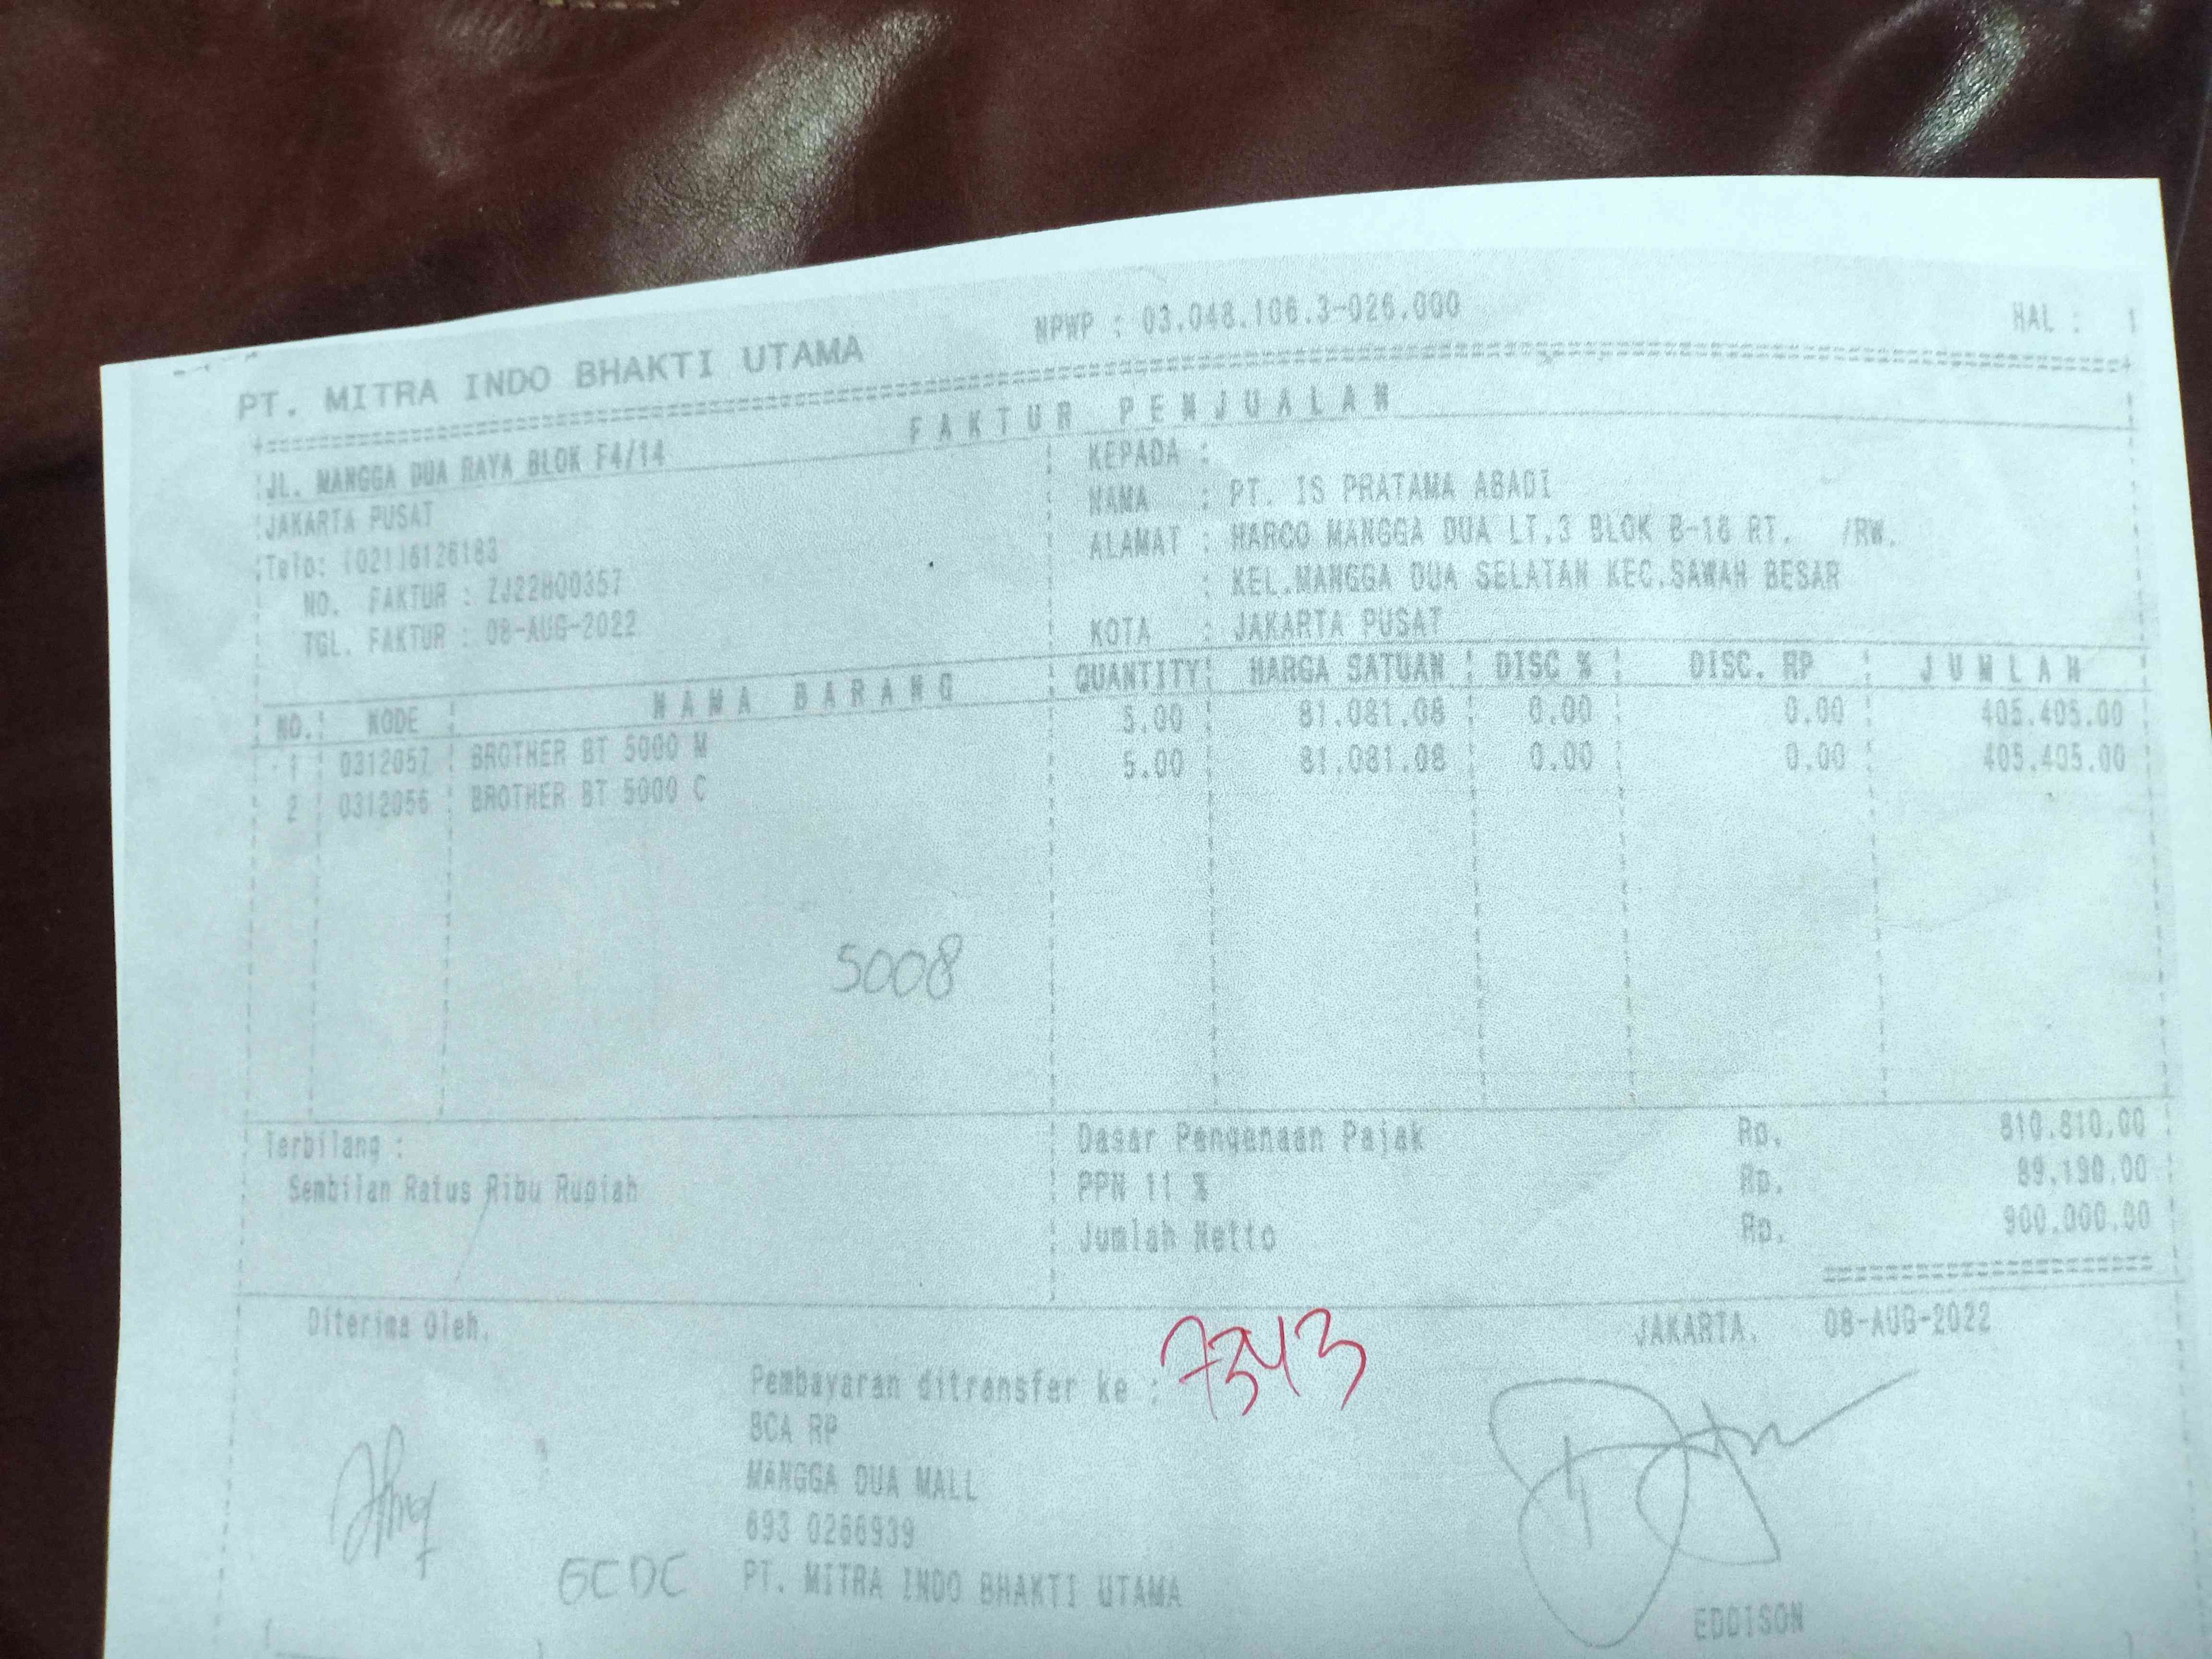 PT. MITRA INDO BHAKTI UTAMA NPWP : 03.048.106.3-026.000 HAL : 1
FAKTUR PENJUALAN
JL. MANGGA DUA RAYA BLOK F4/14
JAKARTA PUSAT
Telp: (021)6126183
NO. FAKTUR : ZJ22H00357
TGL. FAKTUR : 08-AUG-2022
KEPADA :
NAMA : PT. IS PRATAMA ABADI
ALAMAT : HARCO MANGGA DUA LT.3 BLOK B-18 RT. /RW.
: KEL.MANGGA DUA SELATAN KEC.SAWAH BESAR
KOTA : JAKARTA PUSAT
NO. KODE NAMA BARANG QUANTITY HARGA SATUAN DISC % DISC. RP JUMLAH
1 0312057 BROTHER BT 5000 M 5.00 81.081.08 0.00 0.00 405.405.00
2 0312056 BROTHER BT 5000 C 5.00 81.081.08 0.00 0.00 405.405.00
5008
Terbilang :
Sembilan Ratus Ribu Rupiah
Dasar Pengenaan Pajak Rp. 810.810.00
PPN 11 % Rp. 89.190.00
Jumlah Netto Rp. 900.000.00
Diterima Oleh,
JAKARTA, 08-AUG-2022
Pembayaran ditransfer ke : 7343
BCA RP
MANGGA DUA MALL
693 0266939
GCDC PT. MITRA INDO BHAKTI UTAMA
EDDISON